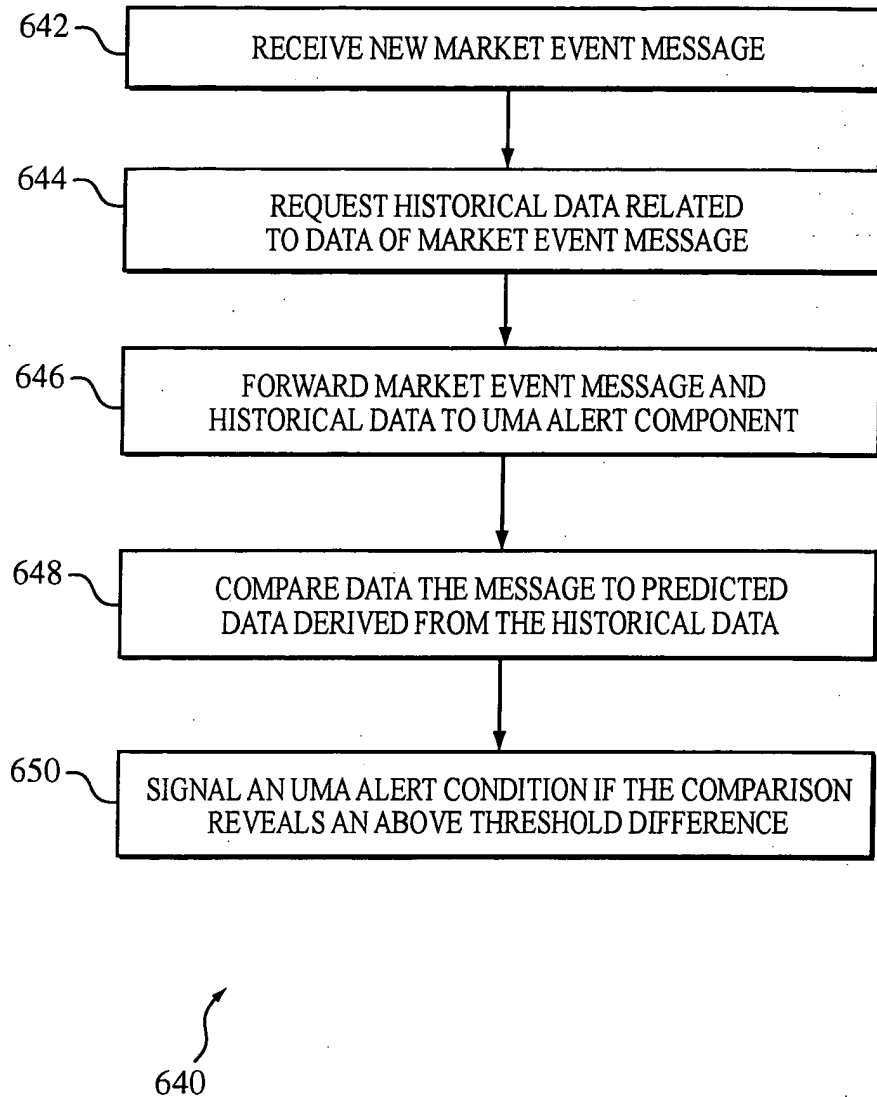 642
RECEIVE NEW MARKET EVENT MESSAGE
644
REQUEST HISTORICAL DATA RELATED
TO DATA OF MARKET EVENT MESSAGE
646
FORWARD MARKET EVENT MESSAGE AND
HISTORICAL DATA TO UMA ALERT COMPONENT
648
COMPARE DATA THE MESSAGE TO PREDICTED
DATA DERIVED FROM THE HISTORICAL DATA
650
SIGNAL AN UMA ALERT CONDITION IF THE COMPARISON
REVEALS AN ABOVE THRESHOLD DIFFERENCE
640